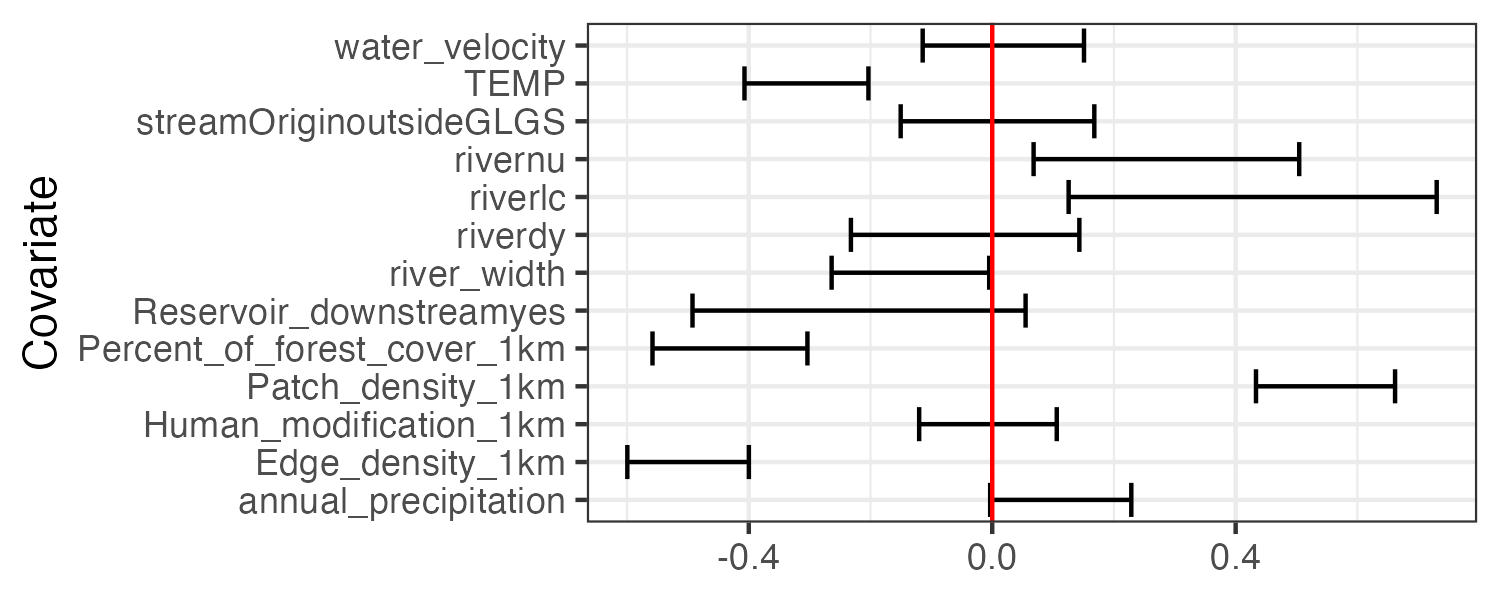 Covariate
water_velocity
TEMP
streamOriginoutsideGLGS
rivernu
riverlc
riverdy
river_width
Reservoir_downstreamyes
Percent_of_forest_cover_1km
Patch_density_1km
Human_modification_1km
Edge_density_1km
annual_precipitation
-0.4 0.0 0.4